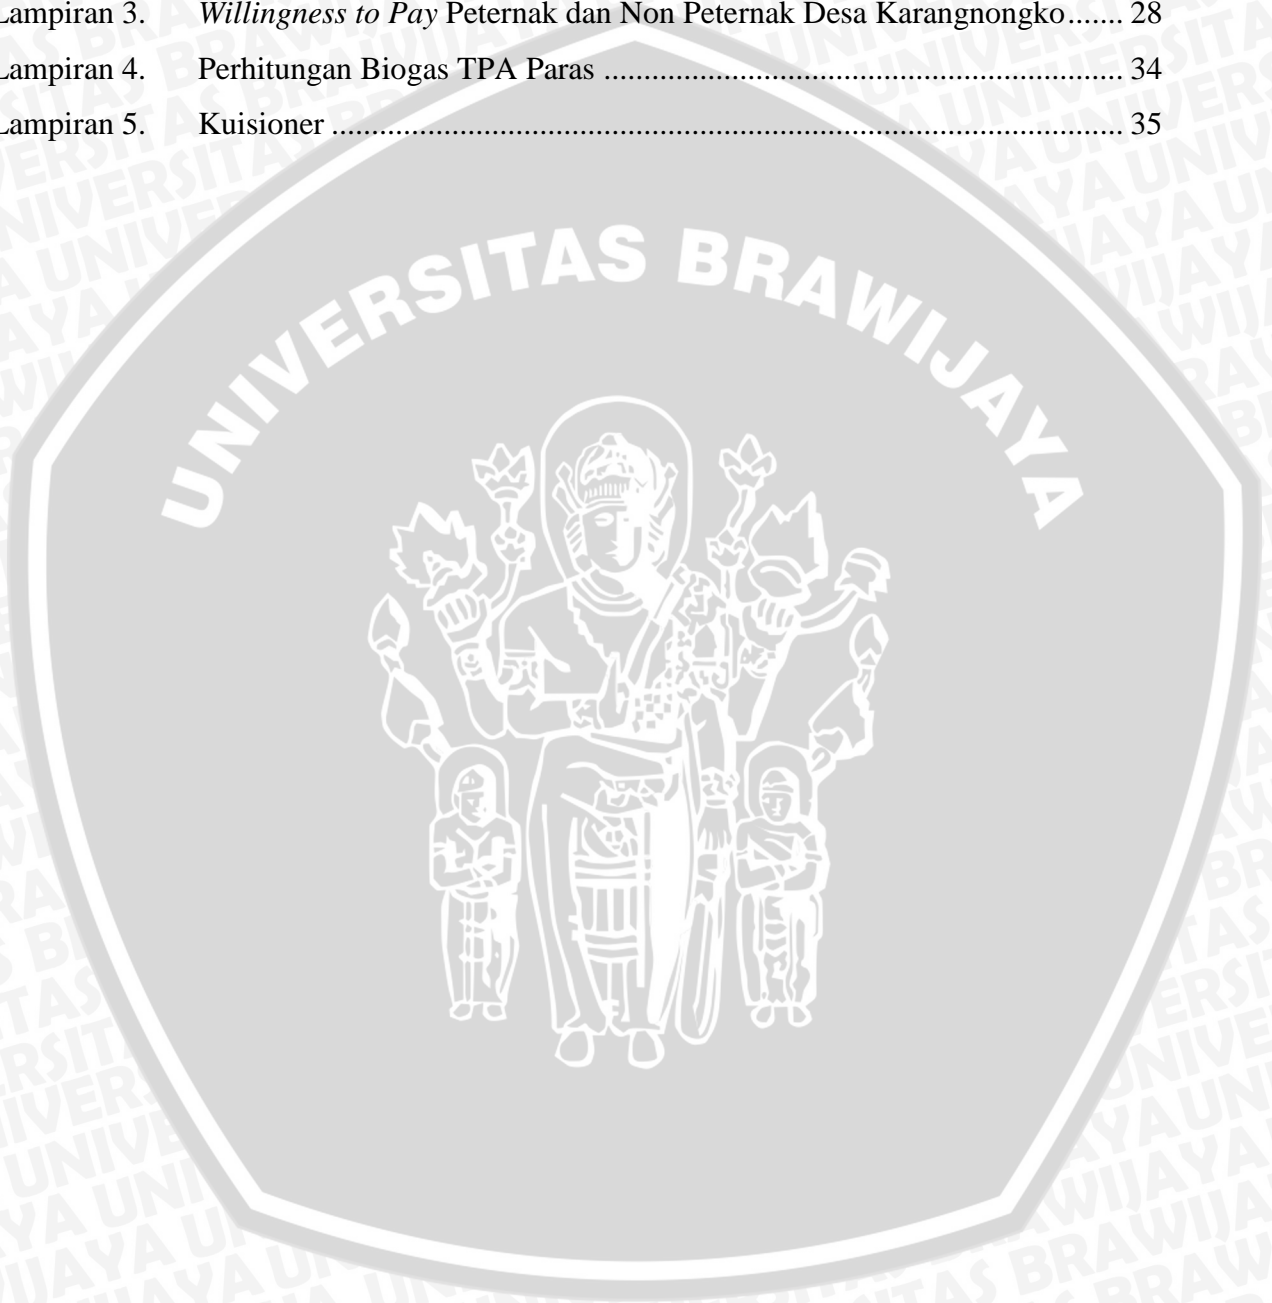 Lampiran 3. Willingness to Pay Peternak dan Non Peternak Desa Karangnongko....... 28
Lampiran 4. Perhitungan Biogas TPA Paras ................................................................. 34
Lampiran 5. Kuisioner ................................................................................................... 35
UNIVERSITAS BRAWIJAYA